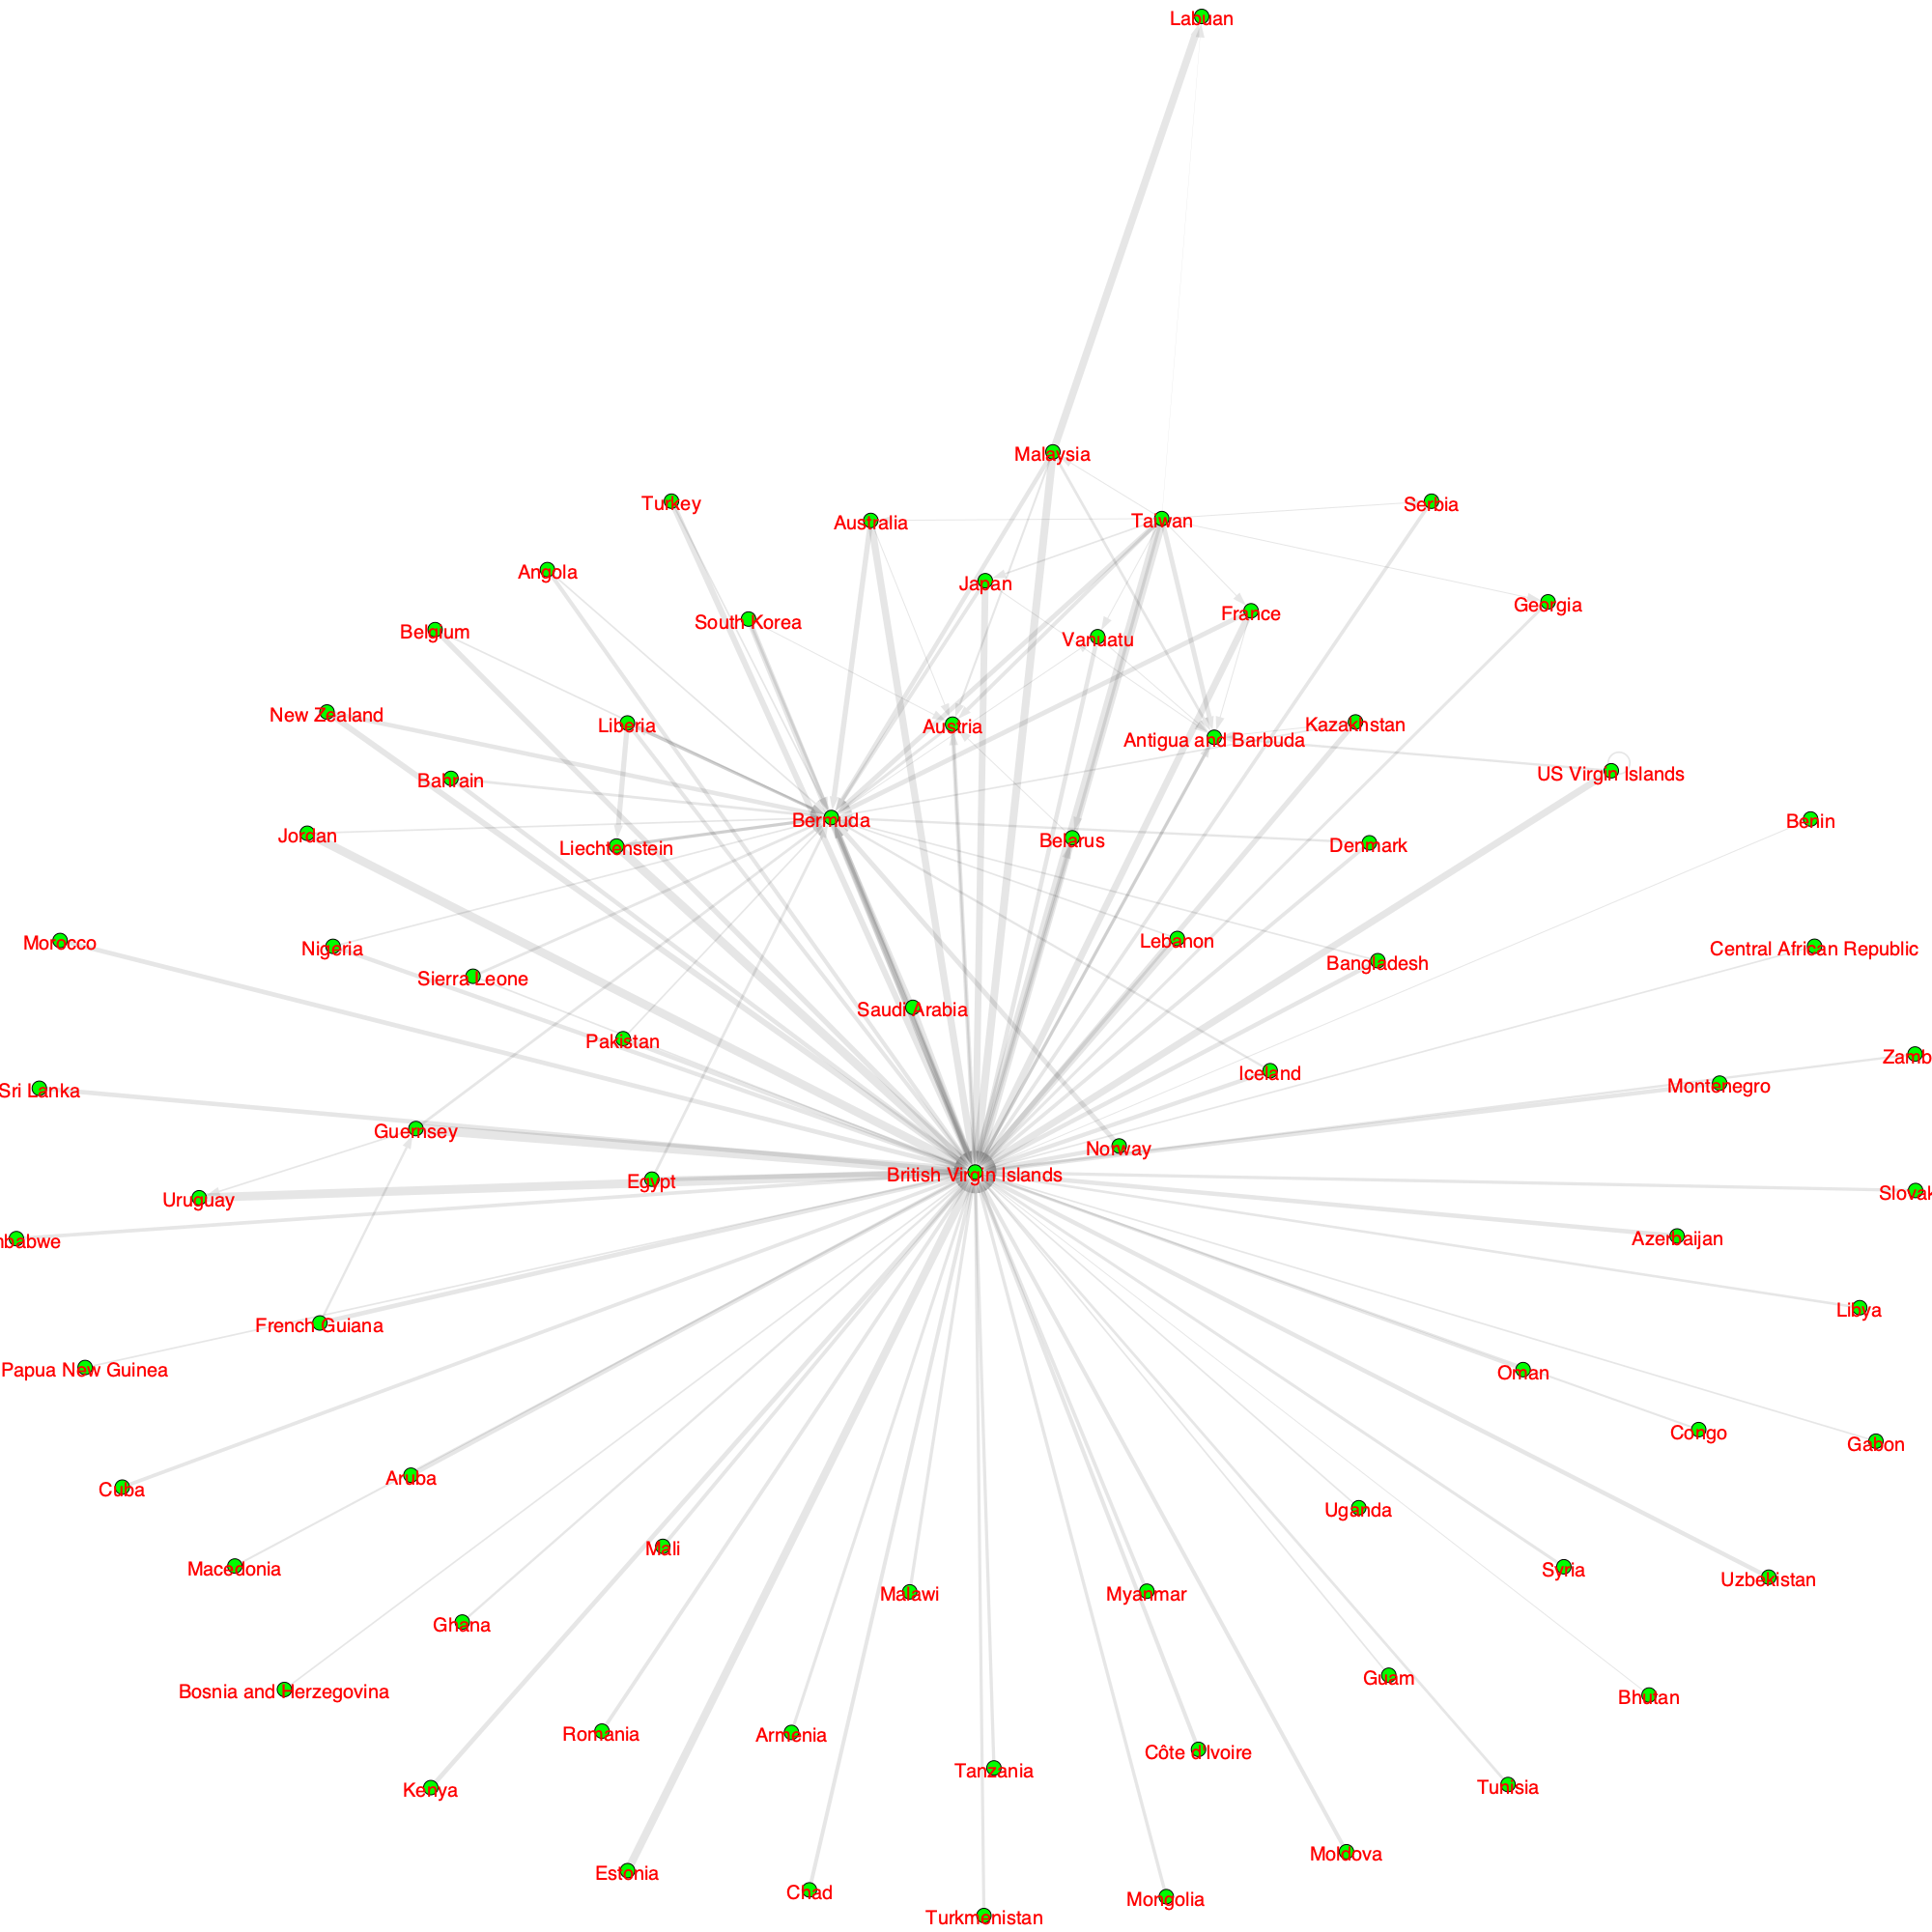 Labuan
Malaysia
Turkey
Australia
Taiwan
Serbia
Angola
Japan
Georgia
South Korea
France
Belgium
Vanuatu
New Zealand
Liberia
Austria
Kazakhstan
Antigua and Barbuda
Bahrain
US Virgin Islands
Bermuda
Benin
Jordan
Liechtenstein
Belarus
Denmark
Morocco
Nigeria
Lebanon
Central African Republic
Sierra Leone
Bangladesh
Saudi Arabia
Pakistan
Zamb
Iceland
Montenegro
Sri Lanka
Guernsey
Norway
British Virgin Islands
Egypt
Slovak
Uruguay
nbabwe
Azerbaijan
Libya
French Guiana
Papua New Guinea
Oman
Congo
Gabon
Aruba
Cuba
Uganda
Mali
Macedonia
Syria
Uzbekistan
Malawi
Myanmar
Ghana
Guam
Bosnia and Herzegovina
Bhutan
Romania
Armenia
Côte d'Ivoire
Tanzania
Tunisia
Kenya
Moldova
Estonia
Chad
Mongolia
Turkmenistan